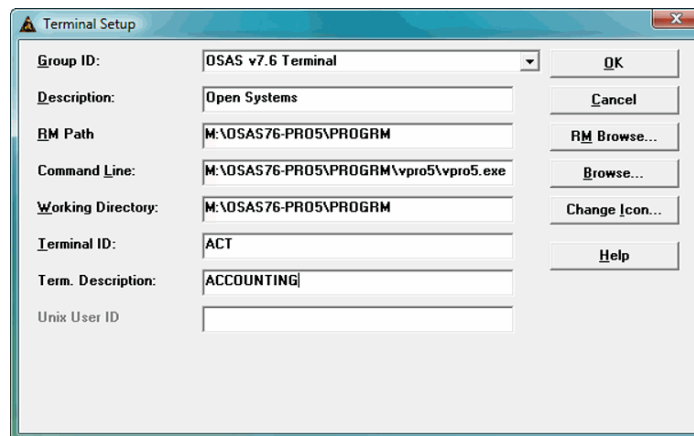 Terminal Setup
Group ID: OSAS v7.6 Terminal OK
Description: Open Systems Cancel
RM Path M:\OSAS76-PRO5\PROGRM RM Browse...
Command Line: M:\OSAS76-PRO5\PROGRM\vpro5\vpro5.exe Browse...
Working Directory: M:\OSAS76-PRO5\PROGRM Change Icon...
Terminal ID: ACT Help
Term. Description: ACCOUNTING
Unix User ID